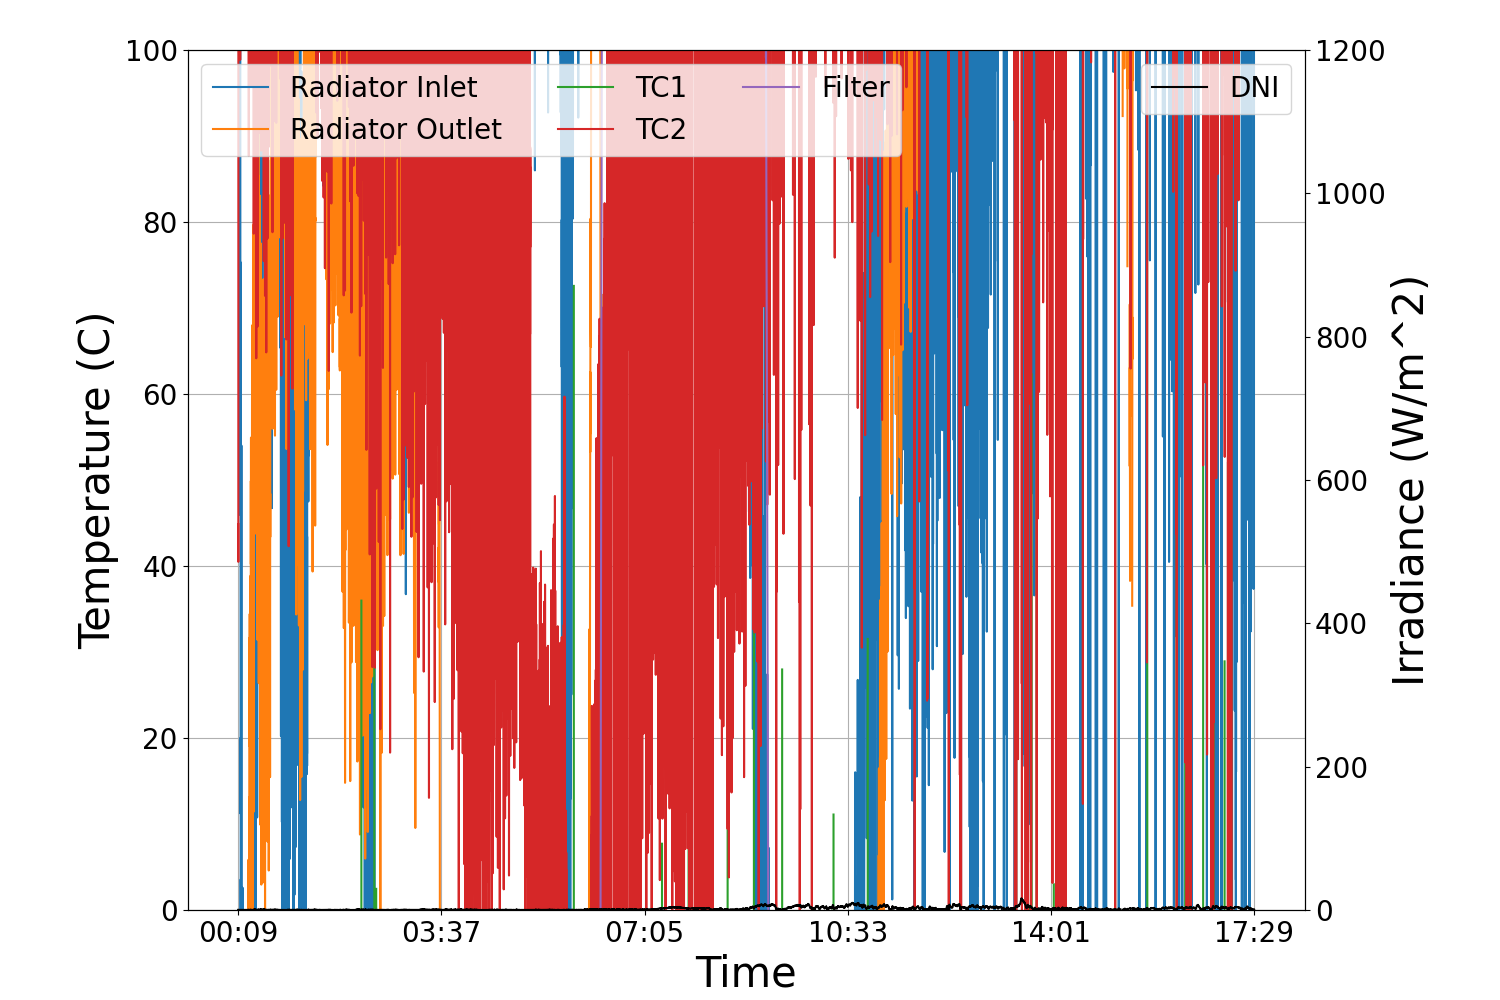 100
80
60
40
20
0
Temperature (C)
Radiator Inlet
Radiator Outlet
TC1
TC2
Filter
DNI
1200
1000
800
600
400
200
0
Irradiance (W/m^2)
00:09
03:37
07:05
10:33
14:01
17:29
Time